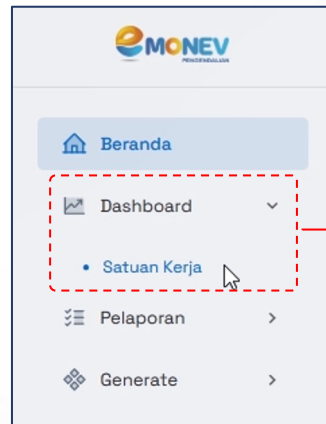 eMONEV
PENGENDALIAN
Beranda
Dashboard
Satuan Kerja
Pelaporan
Generate